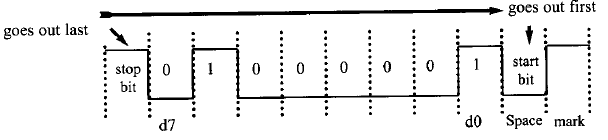 goes out first
goes out last
stop bit 0 1 0 0 0 0 0 1 start bit
d7 d0 Space mark